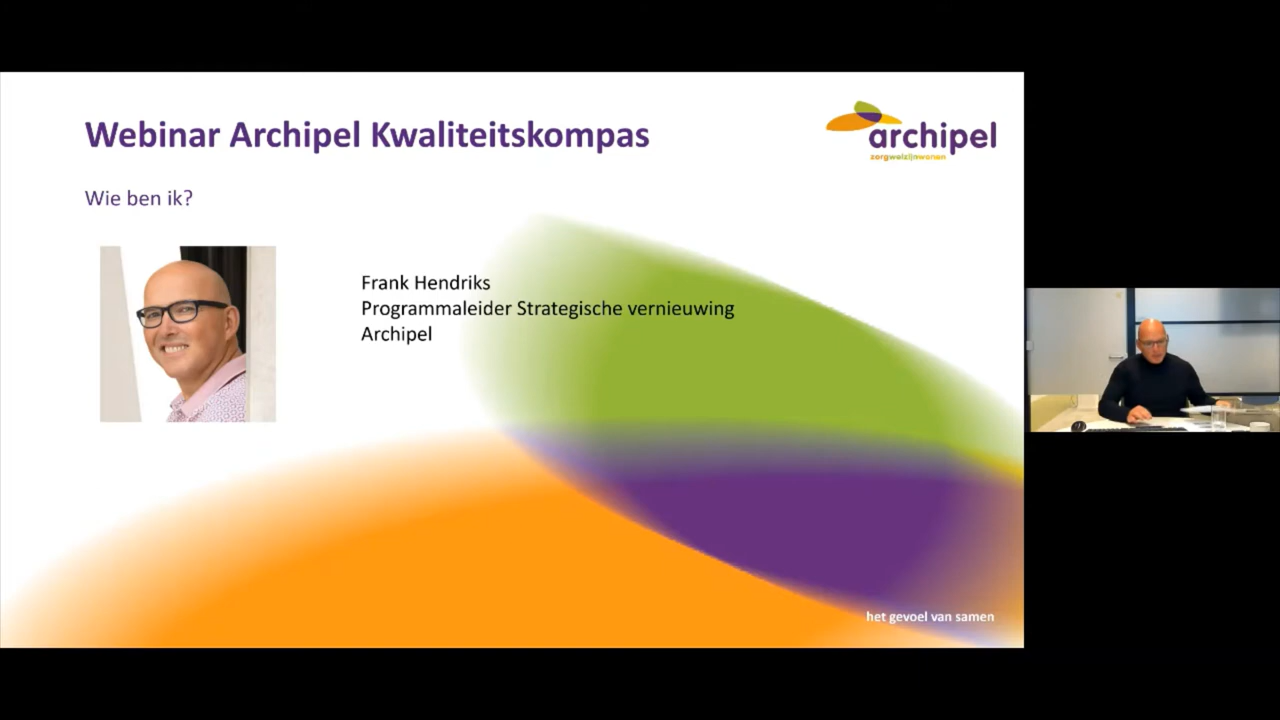 Webinar Archipel Kwaliteitskompas
archipel
zorgwelzijnwonen
Wie ben ik?
Frank Hendriks
Programmaleider Strategische vernieuwing
Archipel
het gevoel van samen